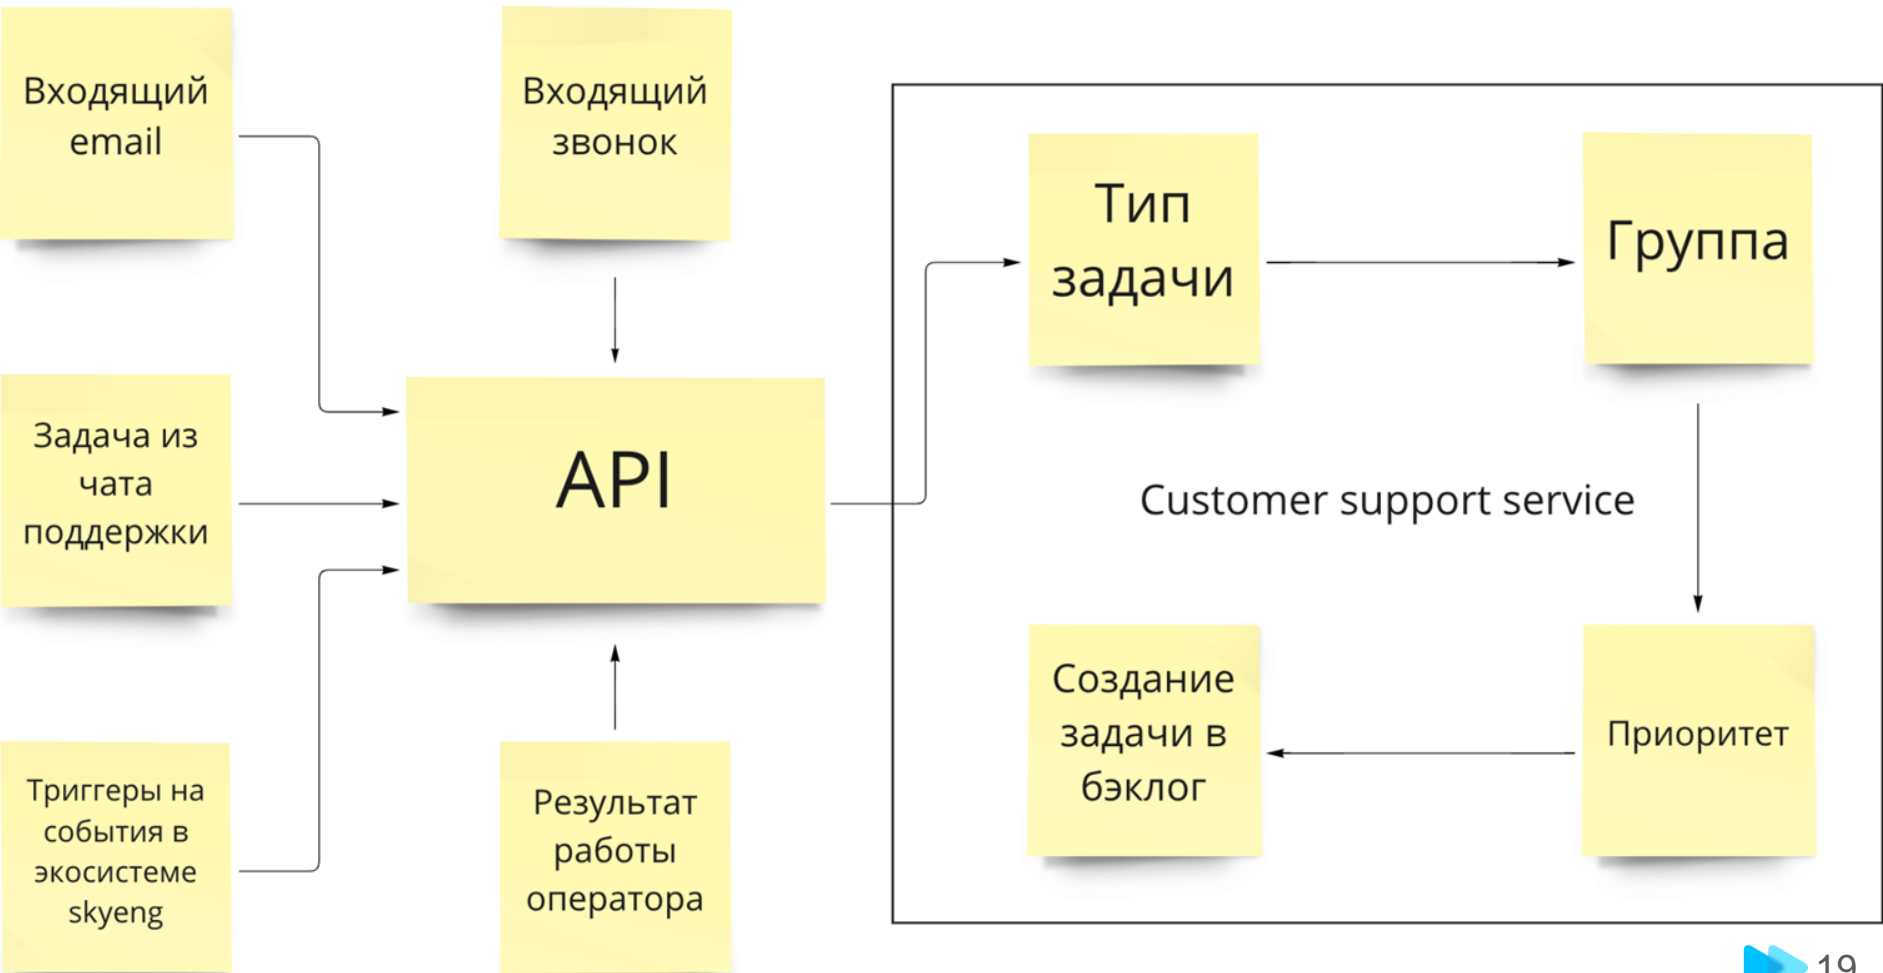 Входящий
email
Входящий
звонок
Тип
задачи
Группа
Задача из
чата
поддержки
API
Customer support service
Триггеры на
события в
экосистеме
skyeng
Результат
работы
оператора
Создание
задачи в
бэклог
Приоритет
19